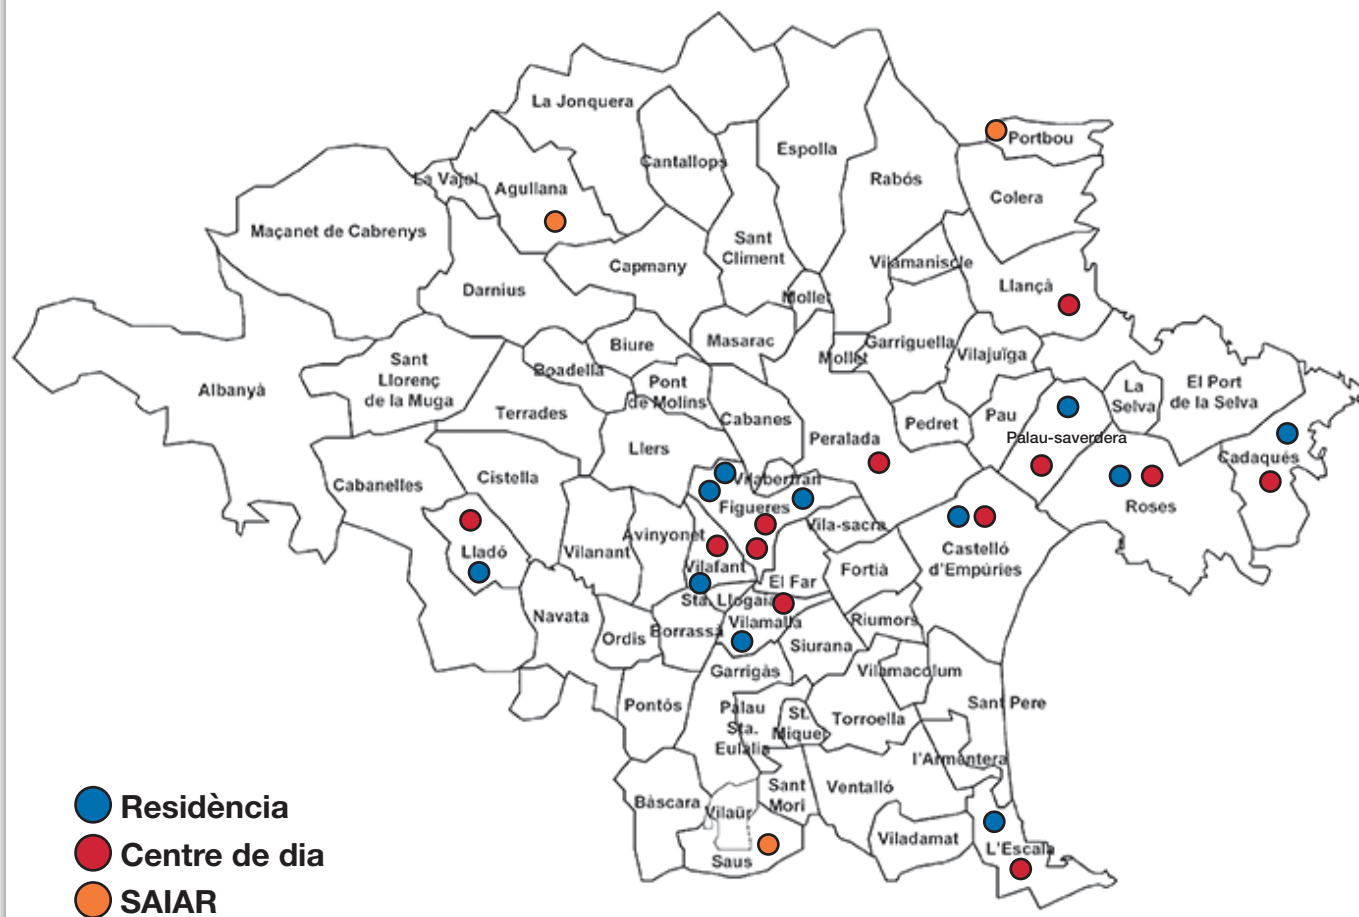 La Jonquera
Portbou
Espolla
Cantallops
La Vajol
Agullana
Rabós
Colera
Maçanet de Cabrenys
Sant
Climent
Vilamaniscle
Capmany
Llançà
Darnius
Mollet
Masarac
Garriguella
Biure
Mollet
Vilajuïga
Sant
Llorenç
de la Muga
Boadella
Albanyà
Pont
de Molins
La
Selva
El Port
de la Selva
Terrades
Cabanes
Pau
Pedret
Peralada
Palau-saverdera
Llers
Cadaqués
Cistella
Vilabertran
Cabanelles
Figueres
Roses
Vila-sacra
Avinyonet
Lladó
Vilanant
Castelló
d'Empúries
Vilafant
Fortià
El Far
Sta. Llogaia
Navata
Vilamalla
Riumors
Ordis
Borrassà
Siurana
Garrigàs
Vilamacolum
Pontós
Palau
Sta.
Eulalia
St.
Miquel
Torroella
Sant Pere
l'Armentera
Sant
Mori
Ventalló
Bàscara
Vilaür
Viladamat
L'Escala
Saus
Residència
Centre de dia
SAIAR